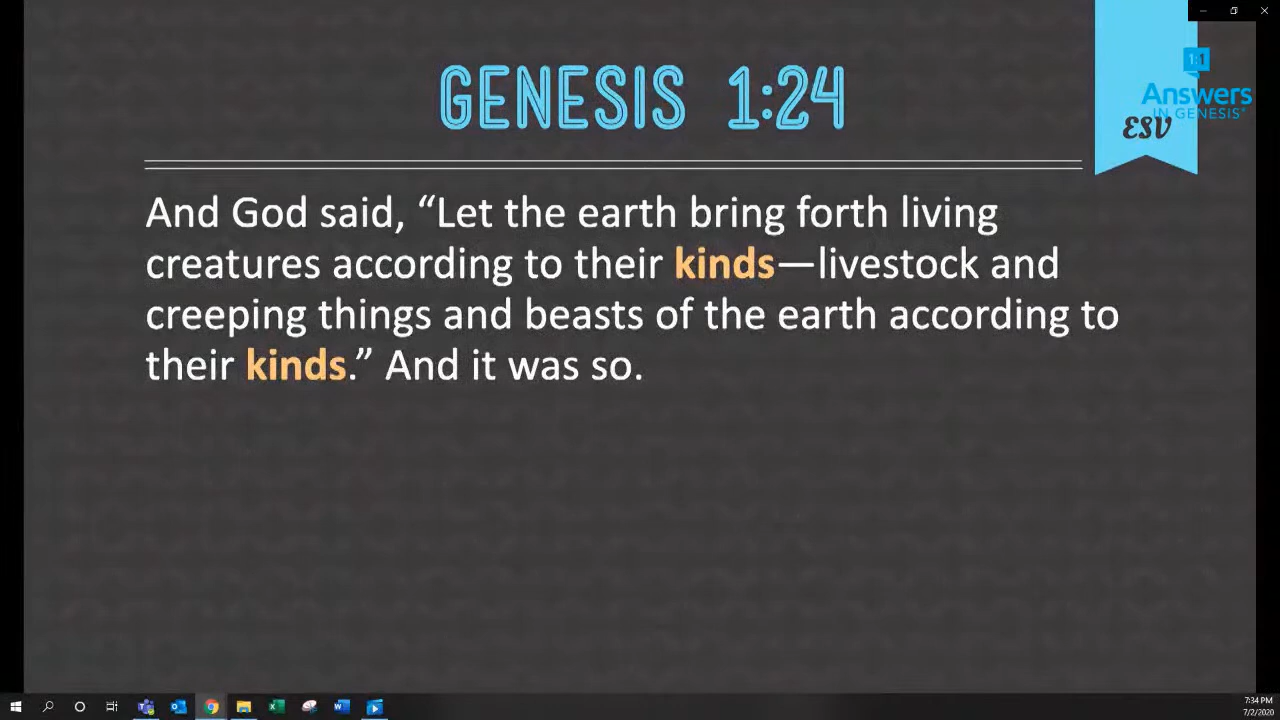 GENESIS 1:24
1:1
Answers
IN GENESIS®
ESV
And God said, “Let the earth bring forth living
creatures according to their kinds—livestock and
creeping things and beasts of the earth according to
their kinds.” And it was so.
7:34 PM
7/2/2020